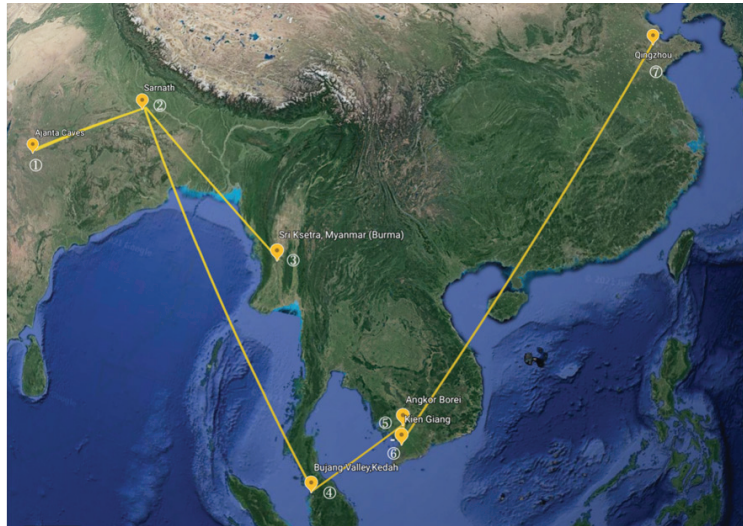 Qingzhou
⑦
Sarnath
②
Ajanta Caves
①
Sri Ksetra, Myanmar (Burma)
③
Angkor Borei
⑤
Kien Giang
⑥
Bujang Valley,Kedah
④